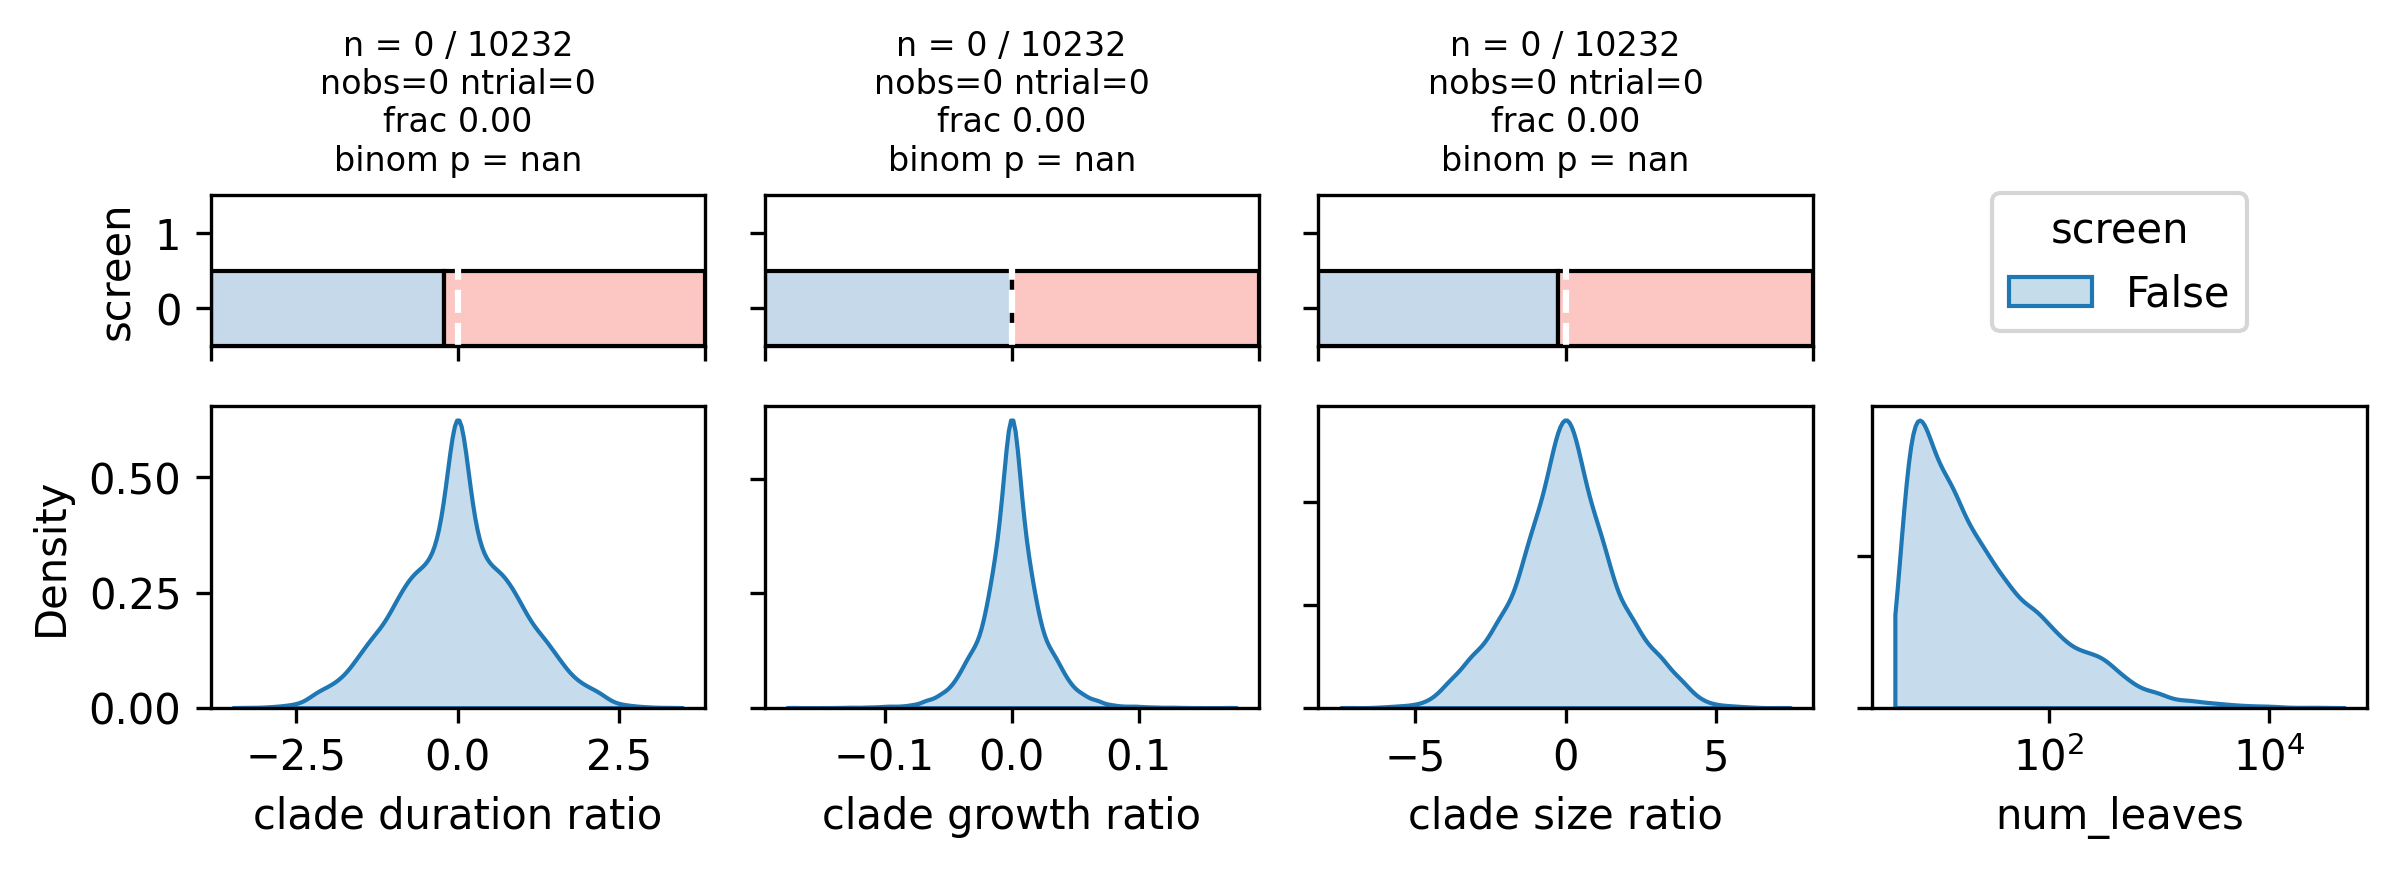 n = 0 / 10232
nobs=0 ntrial=0
frac 0.00
binom p = nan
n = 0 / 10232
nobs=0 ntrial=0
frac 0.00
binom p = nan
n = 0 / 10232
nobs=0 ntrial=0
frac 0.00
binom p = nan
screen
1
0
screen
False
Density
0.50
0.25
0.00
−2.5 0.0 2.5
clade duration ratio
−0.1 0.0 0.1
clade growth ratio
−5 0 5
clade size ratio
10² 10⁴
num_leaves